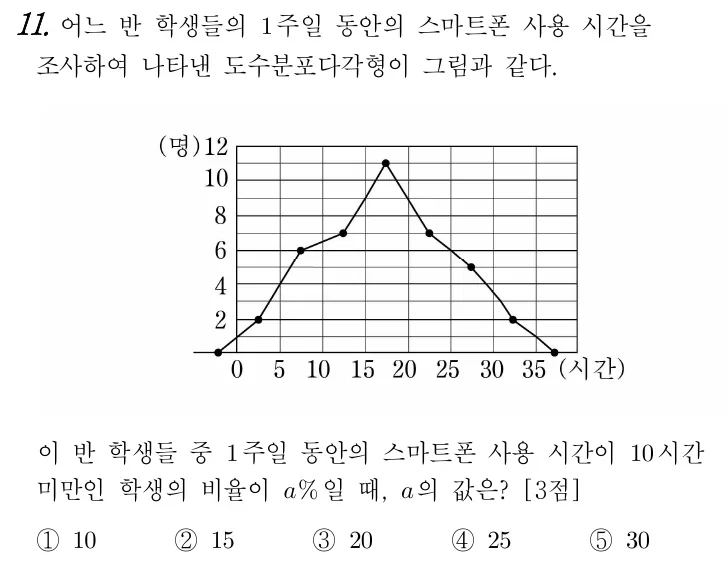 11. 어느 반 학생들의 1주일 동안의 스마트폰 사용 시간을
조사하여 나타낸 도수분포다각형이 그림과 같다.
(명) 12
10
8
6
4
2
0 5 10 15 20 25 30 35 (시간)
이 반 학생들 중 1주일 동안의 스마트폰 사용 시간이 10시간
미만인 학생의 비율이 a%일 때, a의 값은? [3점]
① 10 ② 15 ③ 20 ④ 25 ⑤ 30